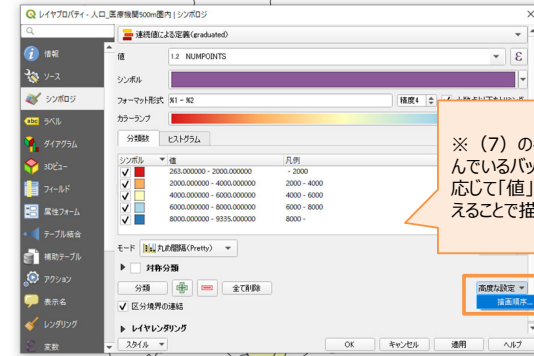 レイヤプロパティ - 人口_医療機関500m圏内 | シンボロジ
情報
ソース
シンボロジ
ラベル
ダイアグラム
3Dビュー
フィールド
属性フォーム
テーブル結合
補助テーブル
アクション
表示名
レンダリング
変数
連続値による定義(graduated)
値
1.2 NUMPOINTS
ε
シンボル
フォーマット形式
%1 - %2
精度4
カラーランプ
分類数
ヒストグラム
シンボル
値
凡例
263.000000 - 2000.000000
- 2000
2000.000000 - 4000.000000
2000 - 4000
4000.000000 - 6000.000000
4000 - 6000
6000.000000 - 8000.000000
6000 - 8000
8000.000000 - 9335.000000
8000 -
モード
丸め間隔(Pretty)
対称分類
分類
全て削除
高度な設定
描画順序...
区分境界の連結
レイヤレンダリング
スタイル
OK
キャンセル
適用
ヘルプ
※（7）の
んでいるバッ
応じて「値」
えることで描